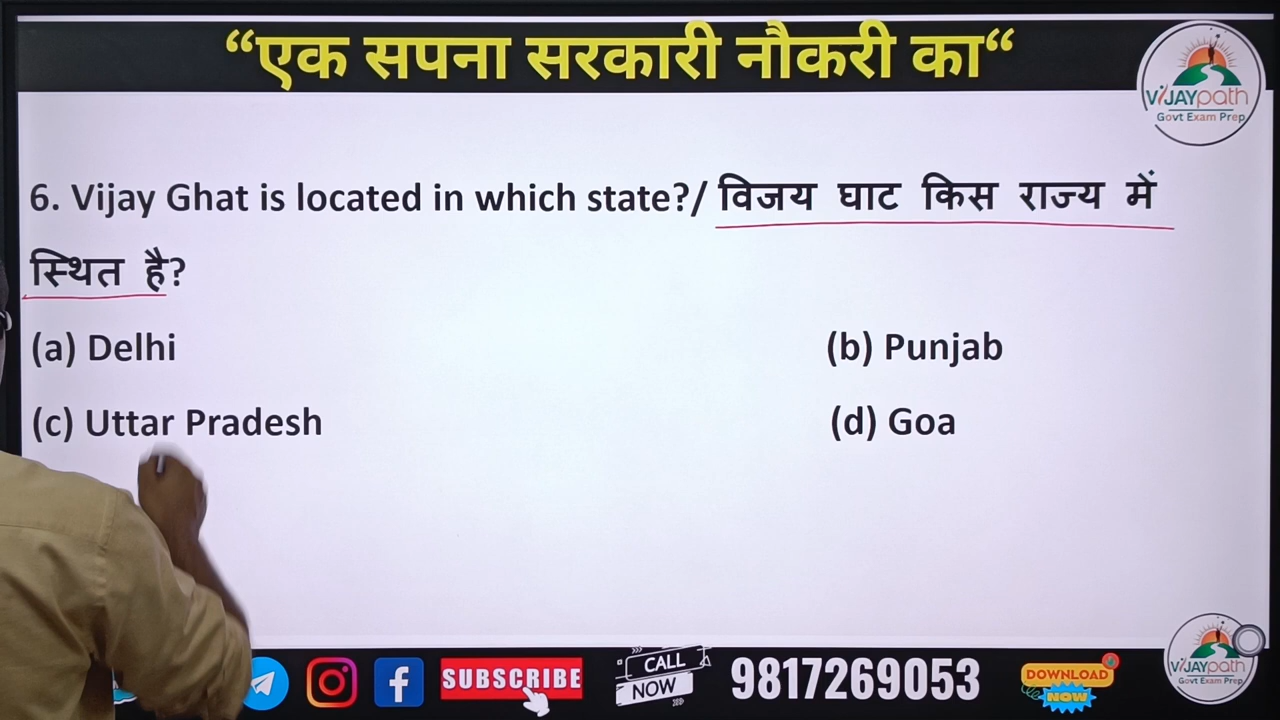 “एक सपना सरकारी नौकरी का“
VIJAYpath
Govt Exam Prep
6. Vijay Ghat is located in which state?/ विजय घाट किस राज्य में
स्थित है?
(a) Delhi (b) Punjab
(c) Uttar Pradesh (d) Goa
SUBSCRIBE
CALL
NOW
9817269053
DOWNLOAD
NOW
VIJAYpath
Govt Exam Prep